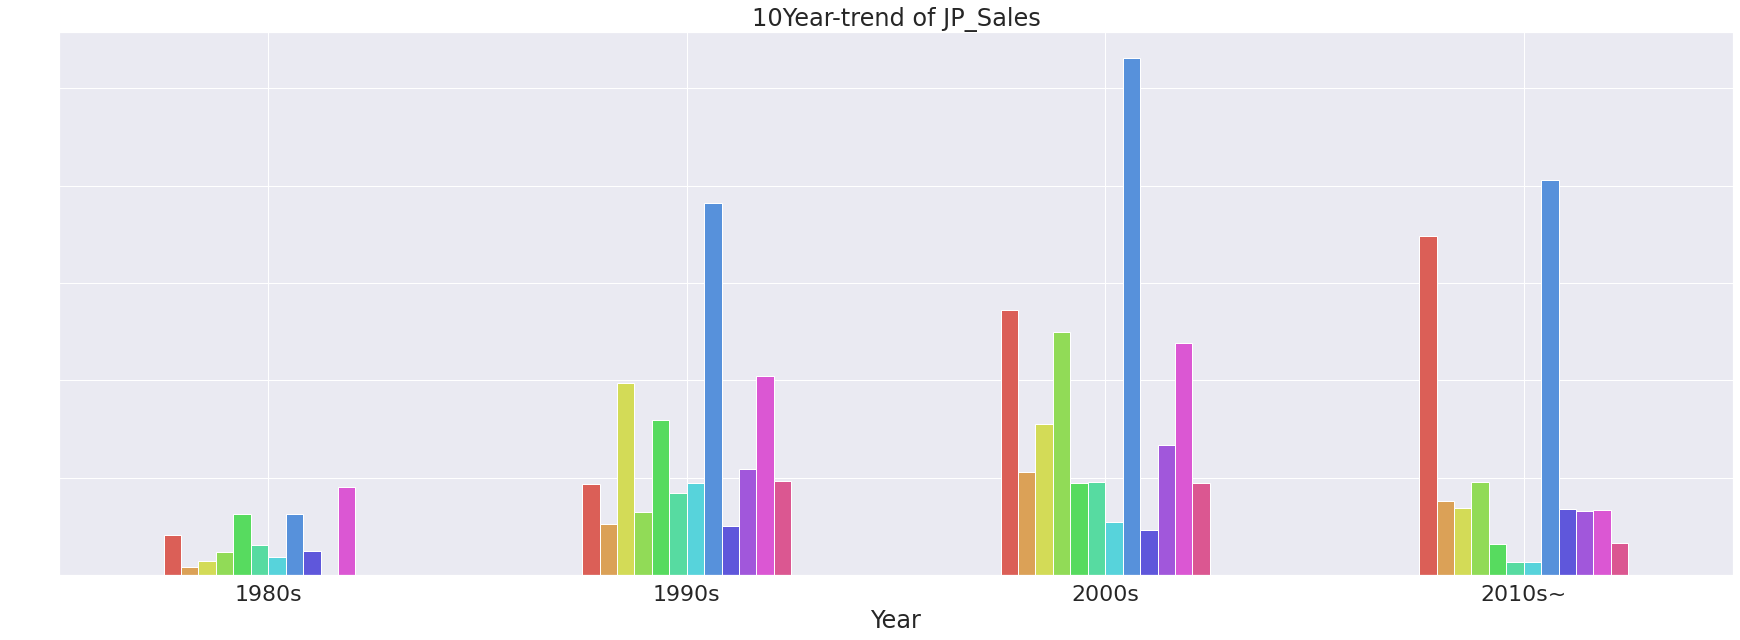 10Year-trend of JP_Sales
1980s 1990s 2000s 2010s~
Year